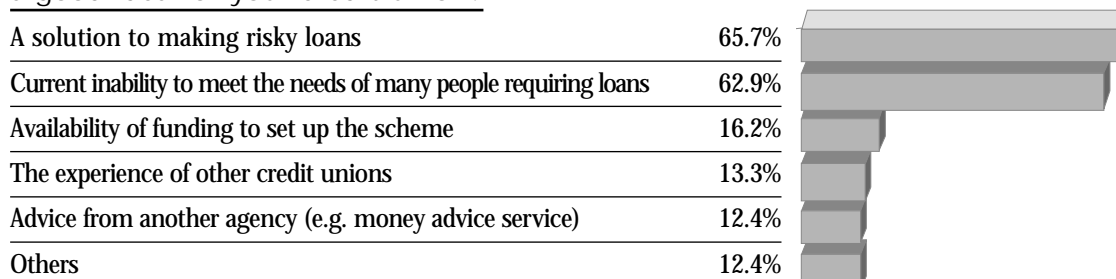 A solution to making risky loans 65.7%
Current inability to meet the needs of many people requiring loans 62.9%
Availability of funding to set up the scheme 16.2%
The experience of other credit unions 13.3%
Advice from another agency (e.g. money advice service) 12.4%
Others 12.4%